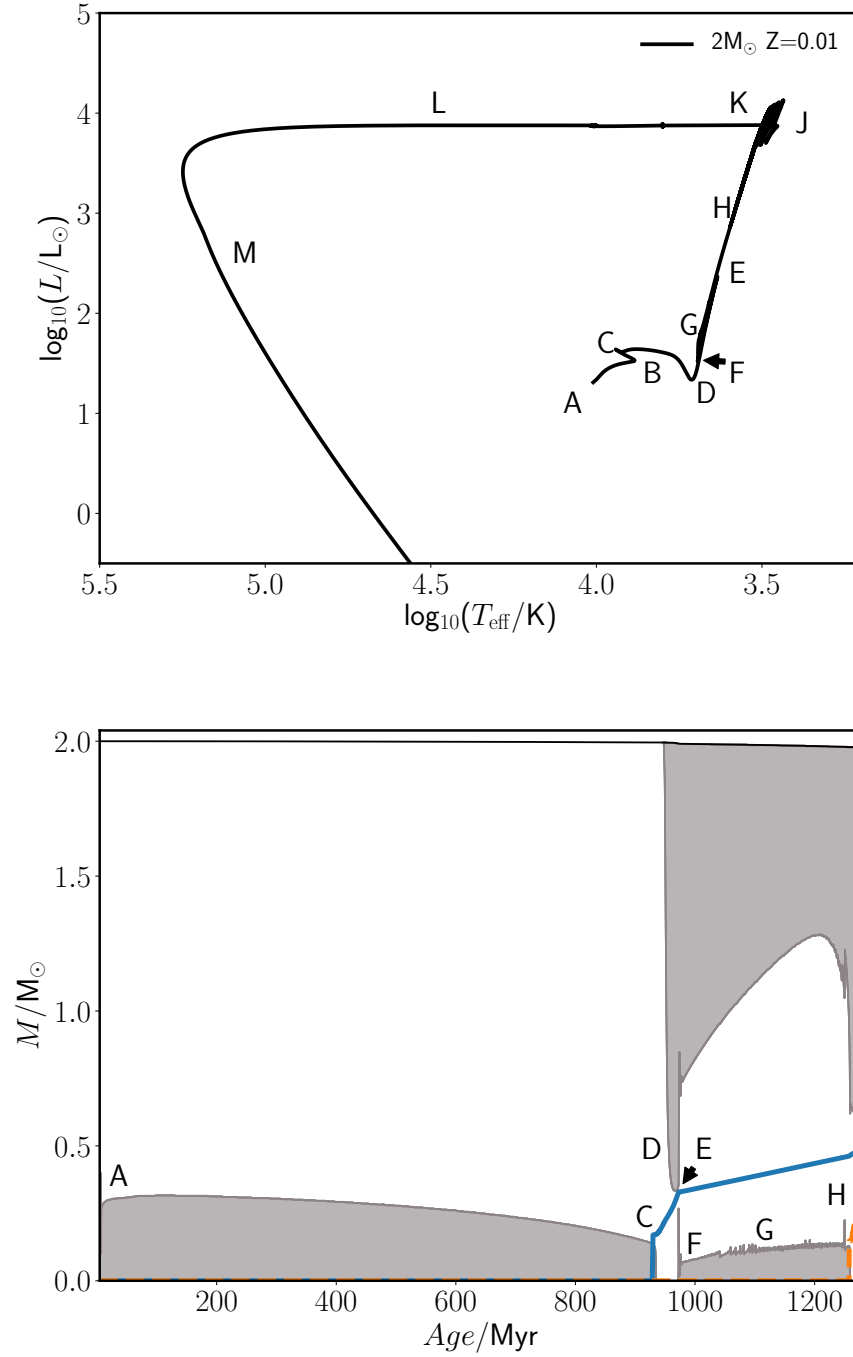 5
2M☉ Z=0.01
4
L
K
J
3
H
M
E
2
G
C
B
F
D
A
1
0
log₁₀(L/L☉)
5.5
5.0
4.5
4.0
3.5
log₁₀(T_eff/K)
2.0
1.5
1.0
0.5
0.0
M/M☉
D
E
A
C
H
F
G
200
400
600
800
1000
1200
Age/Myr